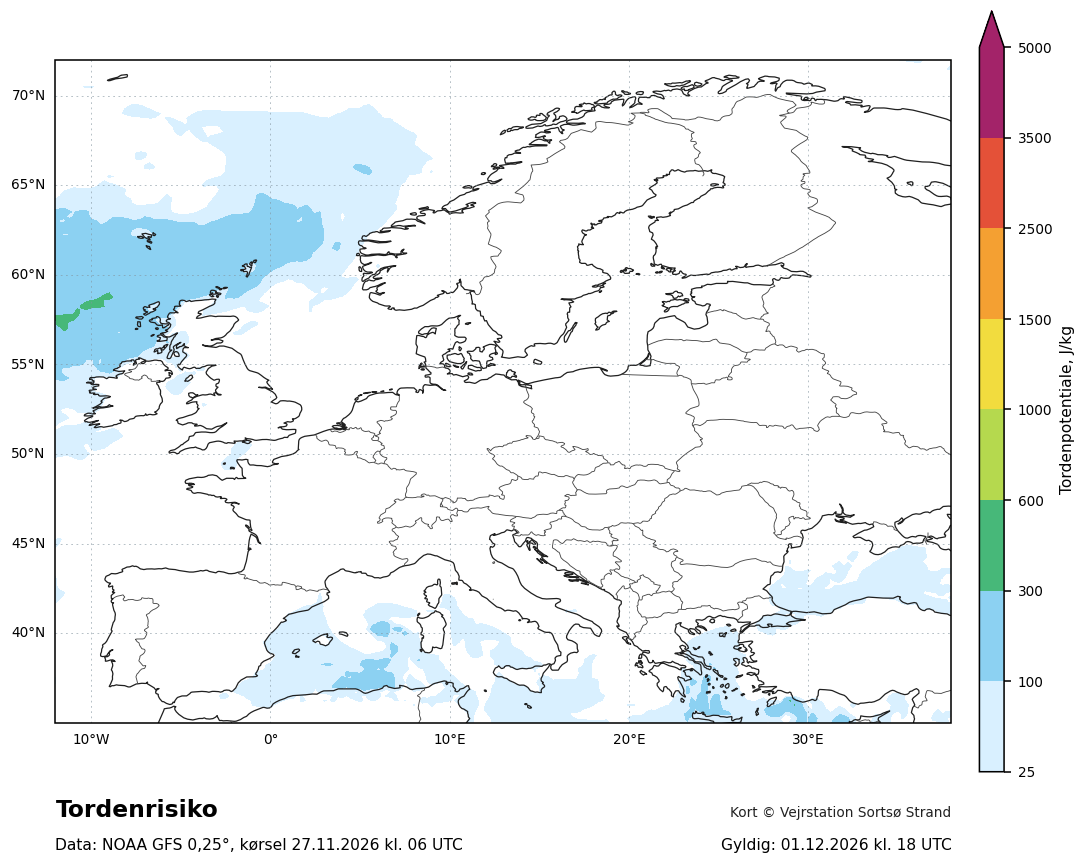 70°N
65°N
60°N
55°N
50°N
45°N
40°N
10°W
0°
10°E
20°E
30°E
5000
3500
2500
1500
1000
600
300
100
25
Tordenpotentiale, J/kg
Tordenrisiko
Kort © Vejrstation Sortsø Strand
Data: NOAA GFS 0,25°, kørsel 27.11.2026 kl. 06 UTC
Gyldig: 01.12.2026 kl. 18 UTC